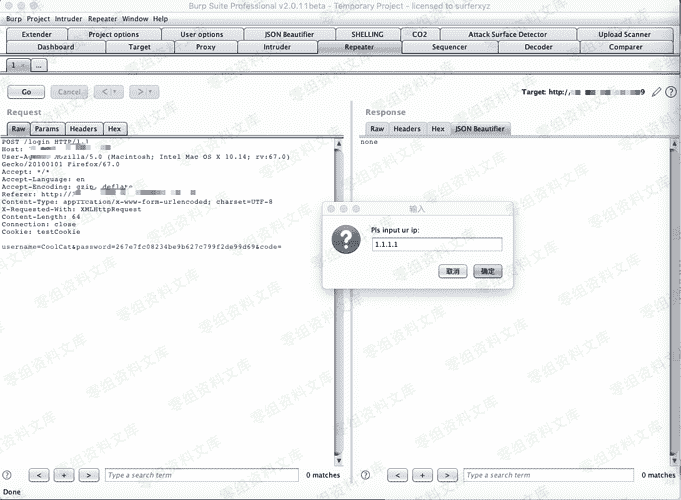 Burp Suite Professional v2.0.11beta - Temporary Project - licensed to surferxyz
Burp Project Intruder Repeater Window Help
Extender Project options User options JSON Beautifier SHELLING CO2 Attack Surface Detector Upload Scanner
Dashboard Target Proxy Intruder Repeater Sequencer Decoder Comparer
1 × ...
Go Cancel < > Target: http:// 9 ?
Request
Raw Params Headers Hex
POST /login HTTP/1.1
Host:
User-Agent: Mozilla/5.0 (Macintosh; Intel Mac OS X 10.14; rv:67.0)
Gecko/20100101 Firefox/67.0
Accept: */*
Accept-Language: en
Accept-Encoding: gzip, deflate
Referer: http://
Content-Type: application/x-www-form-urlencoded; charset=UTF-8
X-Requested-With: XMLHttpRequest
Content-Length: 64
Connection: close
Cookie: testCookie
username=CoolCat&password=267e7fc08234be9b627c799f2de99d69&code=
Response
Raw Headers Hex JSON Beautifier
none
输入
Pls input ur ip:
1.1.1.1
取消 确定
? < + > Type a search term 0 matches
? < + > Type a search term 0 matches
Done
零组资料文库